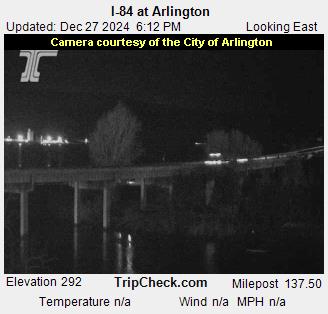 I-84 at Arlington
Updated: Dec 27 2024 6:12 PM Looking East
Camera courtesy of the City of Arlington
Elevation 292 TripCheck.com Milepost 137.50
Temperature n/a Wind n/a MPH n/a